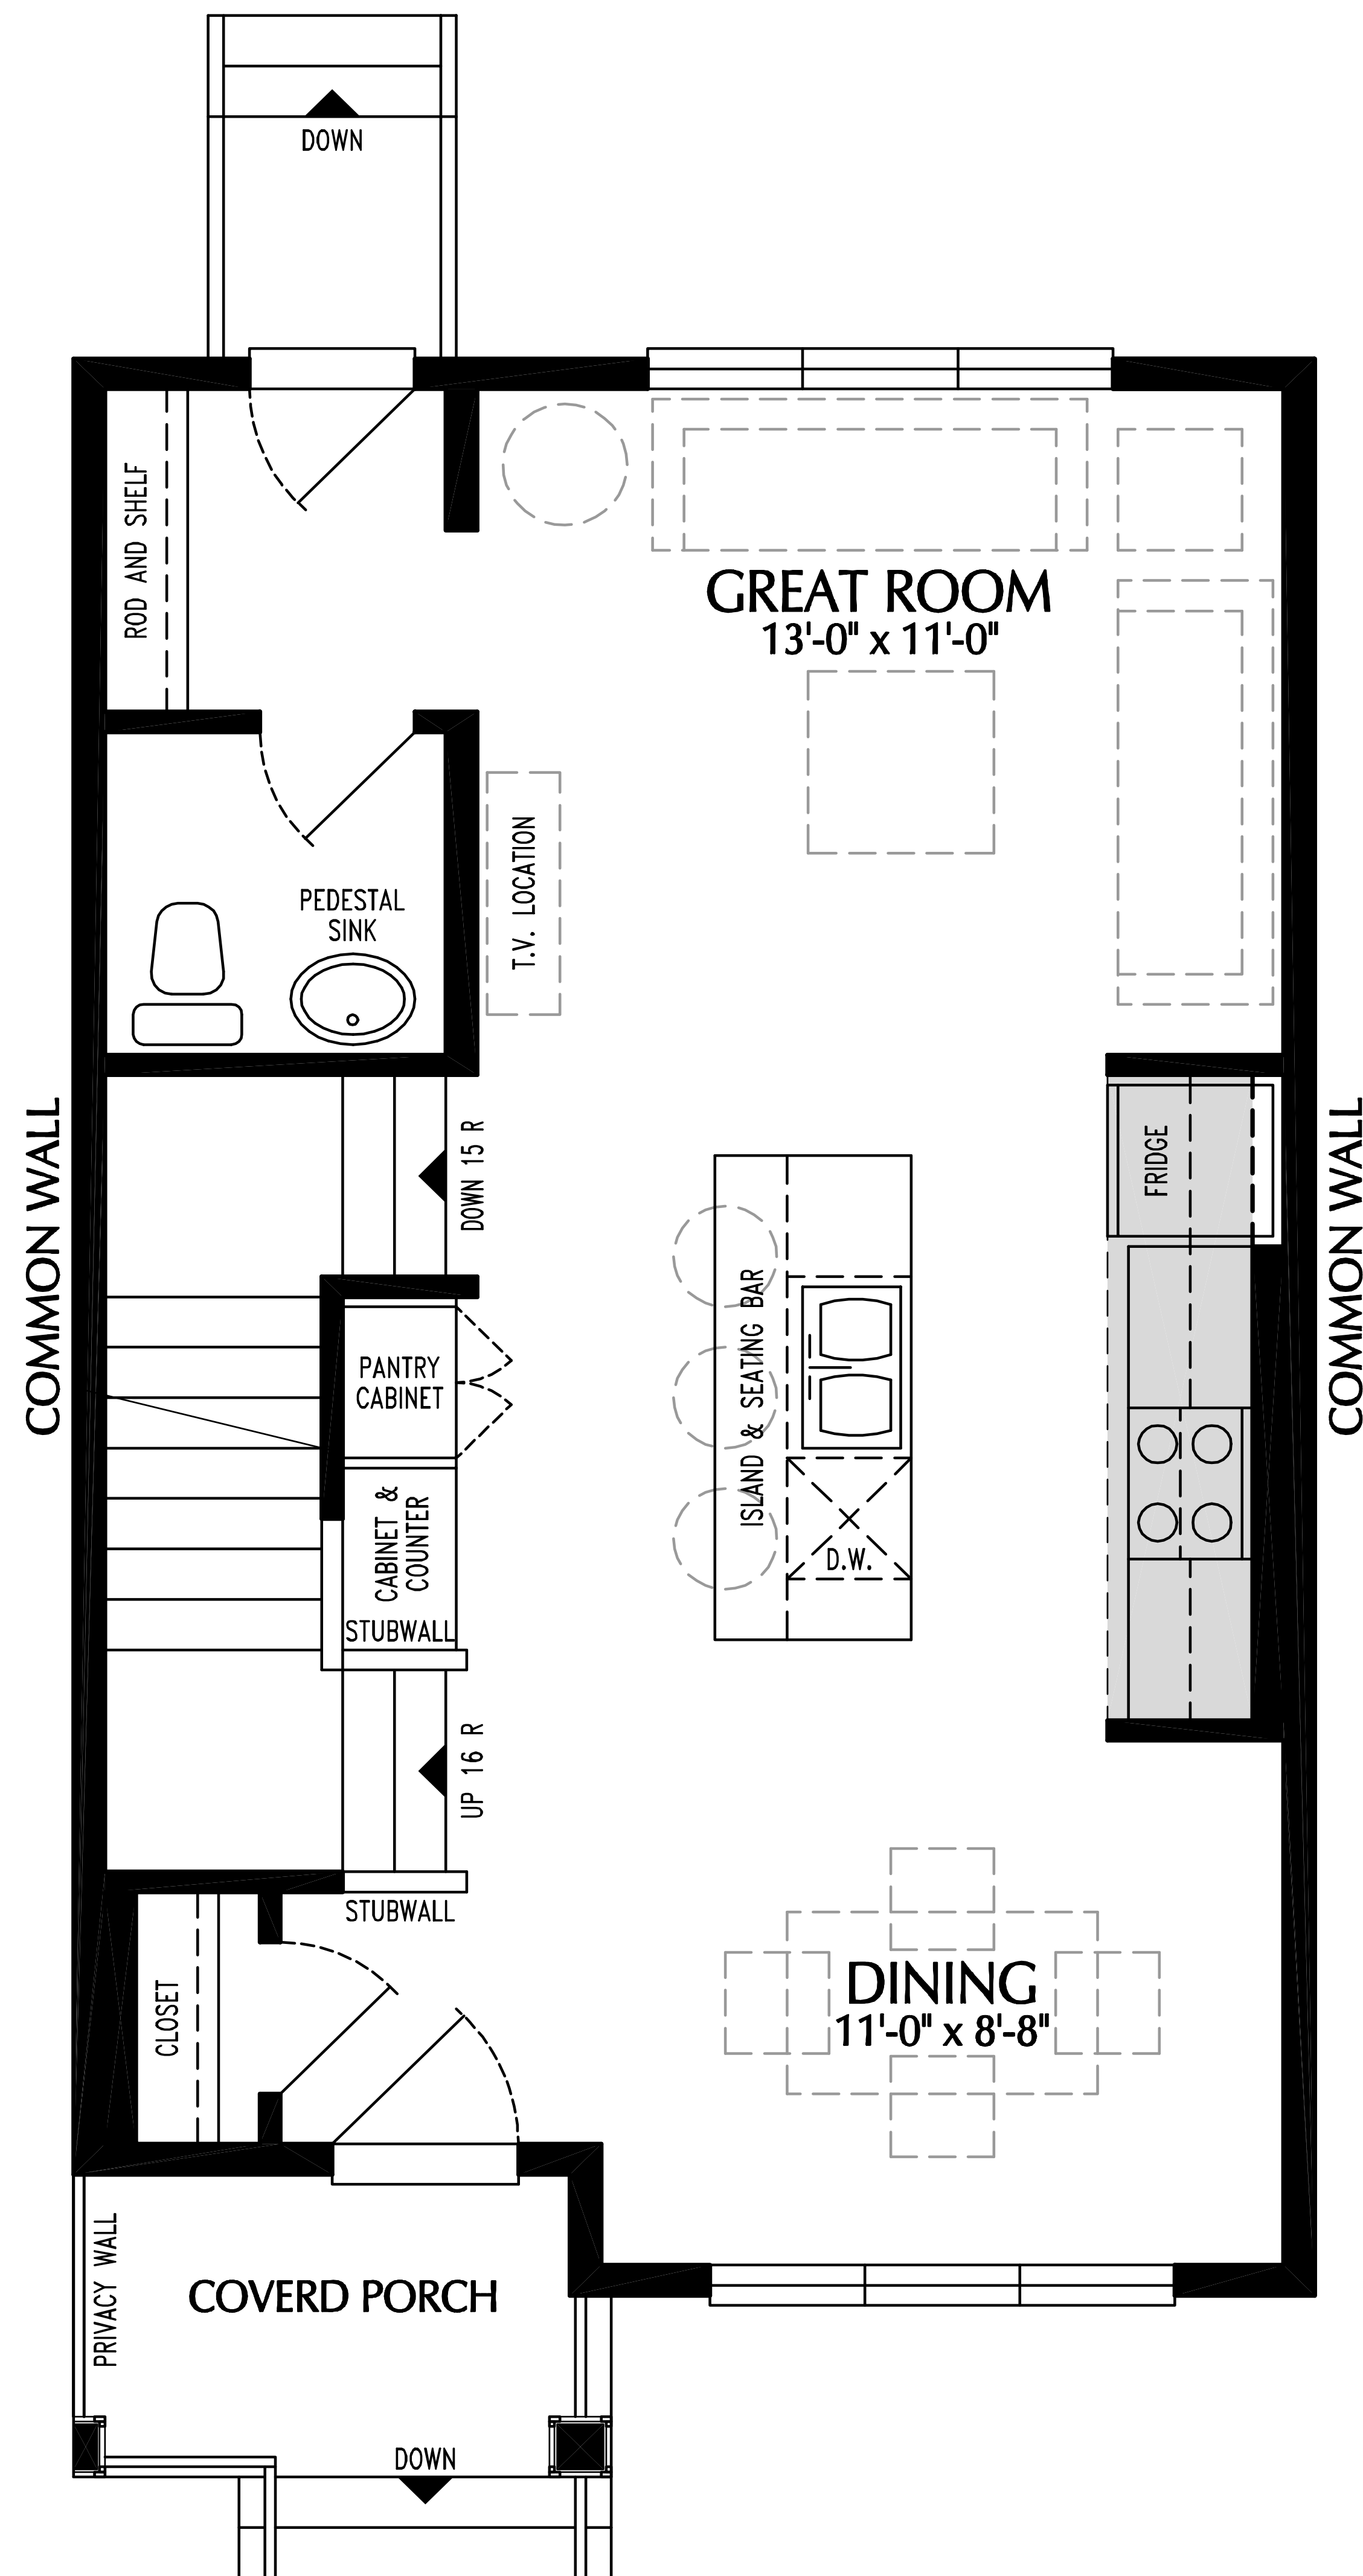 DOWN
ROD AND SHELF
GREAT ROOM
13'-0" x 11'-0"
T.V. LOCATION
PEDESTAL
SINK
COMMON WALL
DOWN 15 R
FRIDGE
COMMON WALL
PANTRY
CABINET
ISLAND & SEATING BAR
CABINET &
COUNTER
D.W.
STUBWALL
UP 16 R
STUBWALL
CLOSET
DINING
11'-0" x 8'-8"
PRIVACY WALL
COVERD PORCH
DOWN